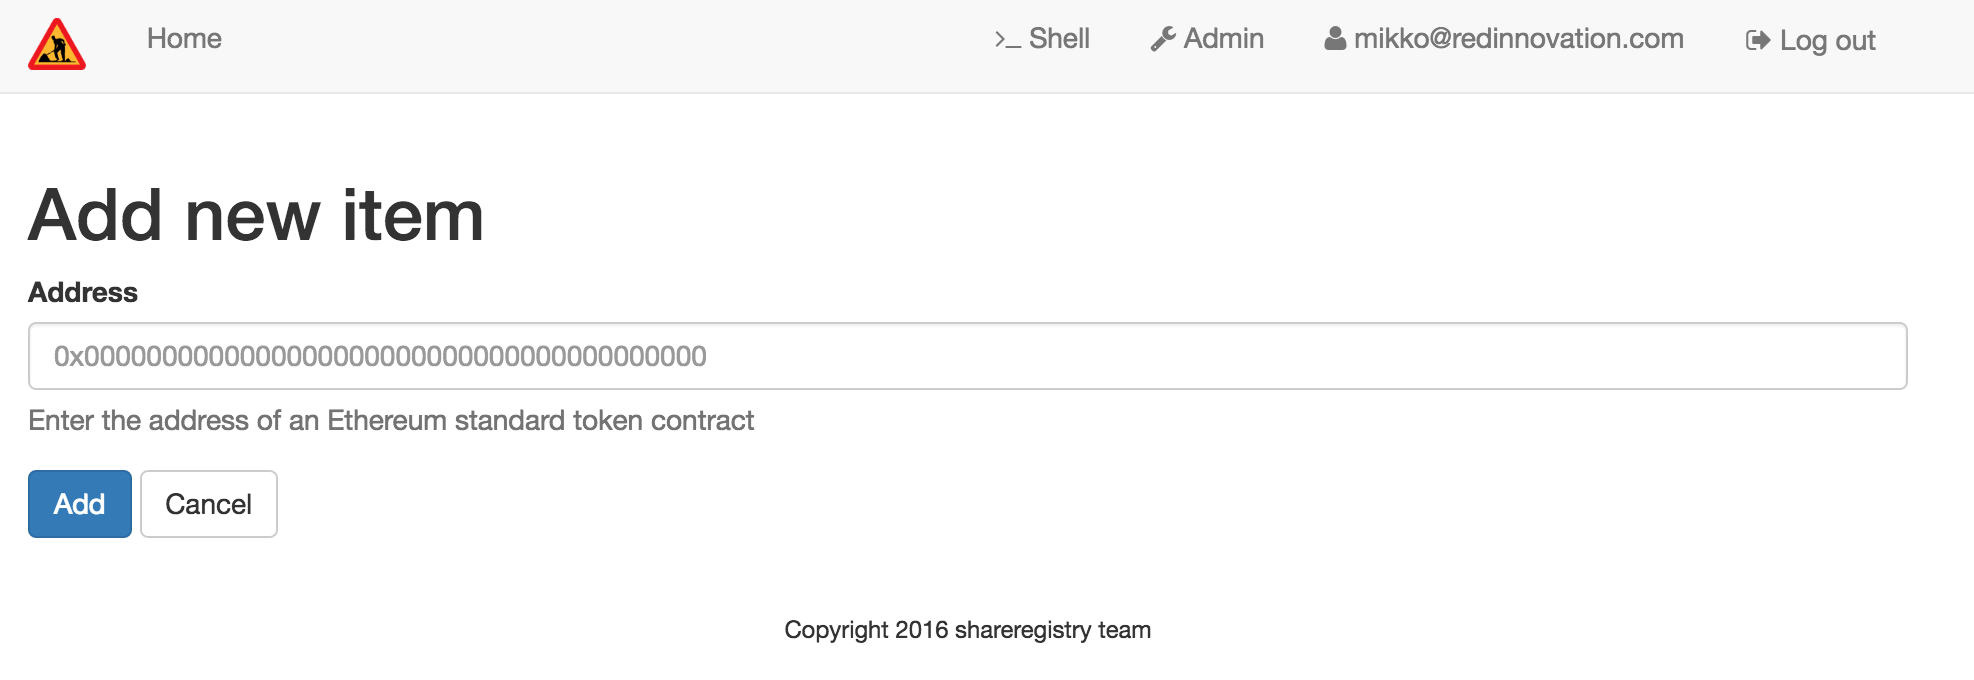 Home
>_ Shell
Admin
mikko@redinnovation.com
Log out
Add new item
Address
0x0000000000000000000000000000000000000000
Enter the address of an Ethereum standard token contract
Add
Cancel
Copyright 2016 shareregistry team